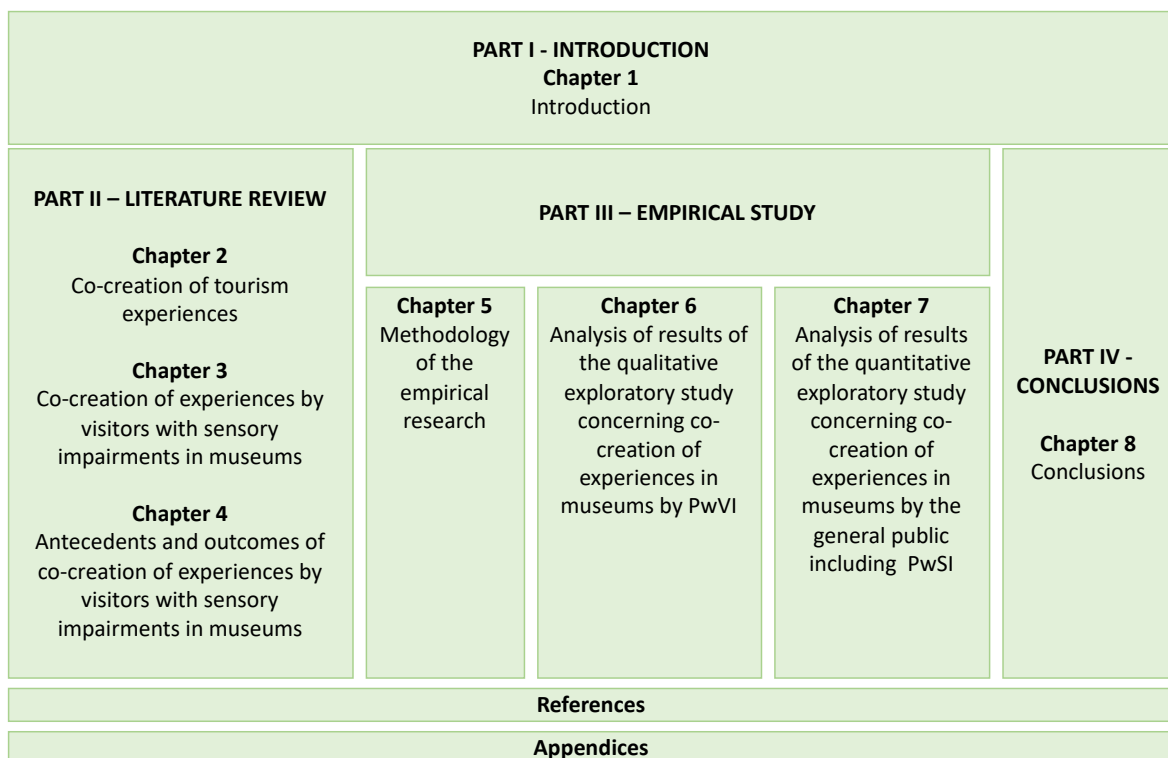 PART I - INTRODUCTION
Chapter 1
Introduction
PART II – LITERATURE REVIEW
Chapter 2
Co-creation of tourism
experiences
Chapter 3
Co-creation of experiences by
visitors with sensory
impairments in museums
Chapter 4
Antecedents and outcomes of
co-creation of experiences by
visitors with sensory
impairments in museums
PART III – EMPIRICAL STUDY
Chapter 5
Methodology
of the
empirical
research
Chapter 6
Analysis of results of
the qualitative
exploratory study
concerning co-
creation of
experiences in
museums by PwVI
Chapter 7
Analysis of results
of the quantitative
exploratory study
concerning co-
creation of
experiences in
museums by the
general public
including PwSI
PART IV -
CONCLUSIONS
Chapter 8
Conclusions
References
Appendices